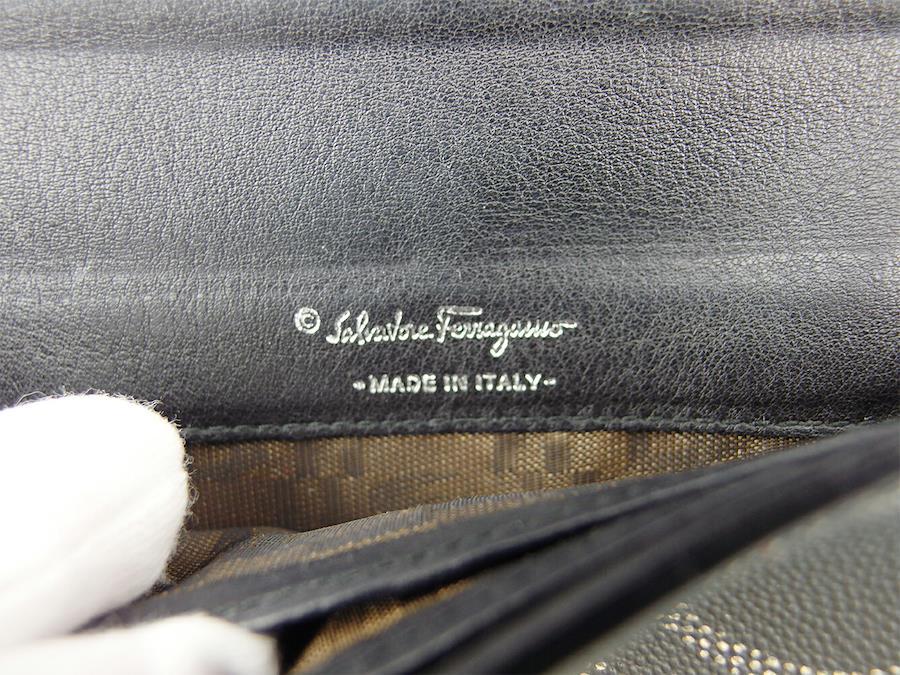 © Salvatore Ferragamo
-MADE IN ITALY-